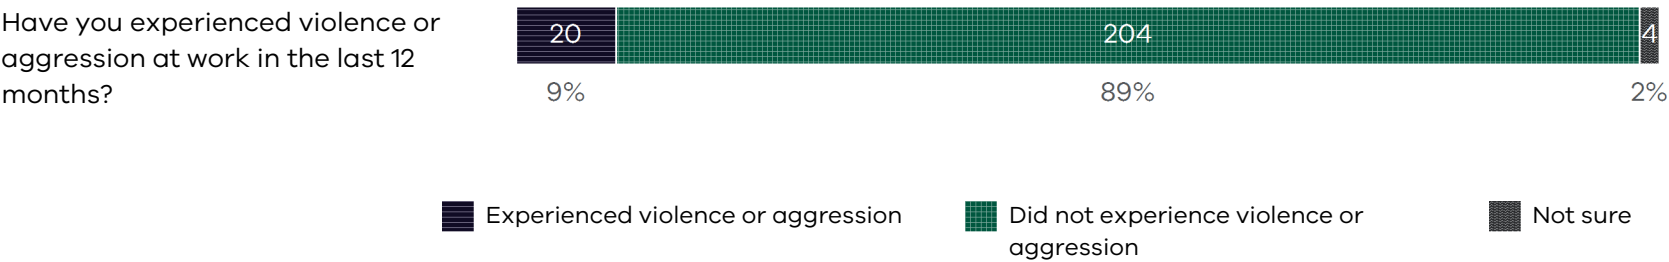 Have you experienced violence or
aggression at work in the last 12
months?
20
204
4
9%
89%
2%
Experienced violence or aggression
Did not experience violence or
aggression
Not sure